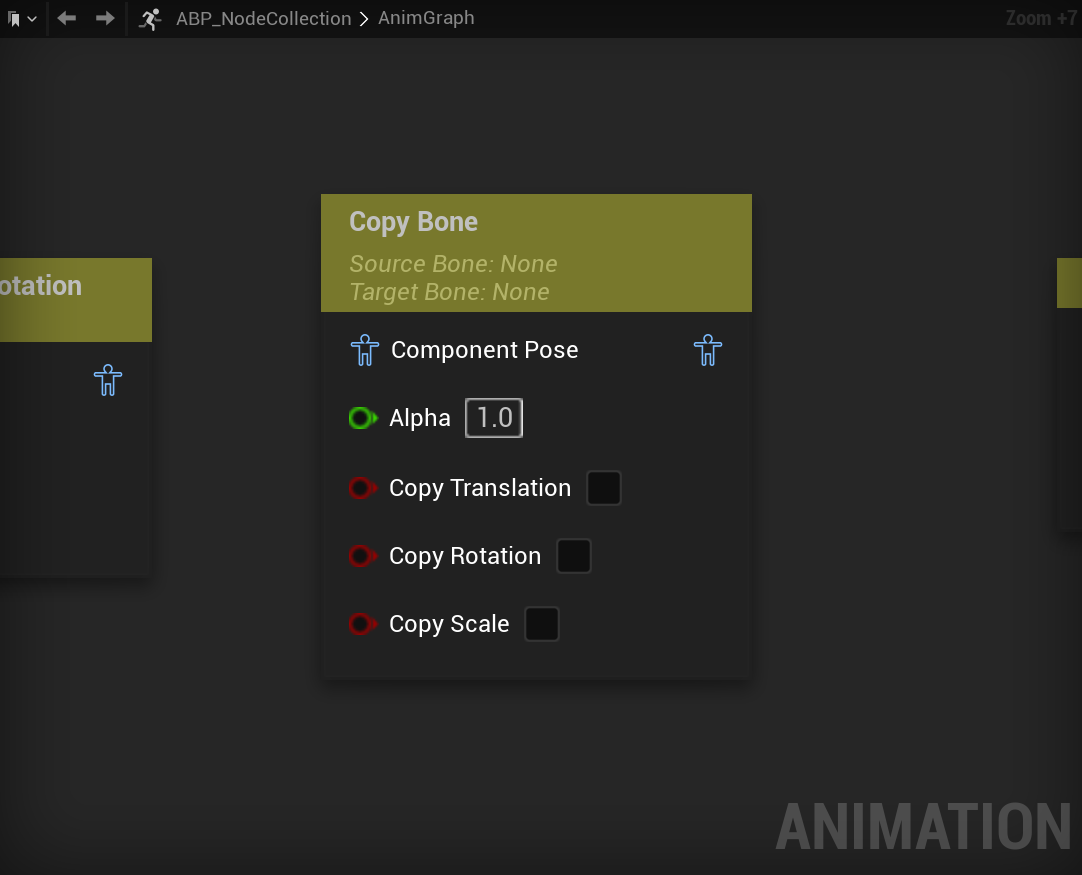 ABP_NodeCollection > AnimGraph
Zoom +7
otation
Copy Bone
Source Bone: None
Target Bone: None
Component Pose
Alpha 1.0
Copy Translation
Copy Rotation
Copy Scale
ANIMATION